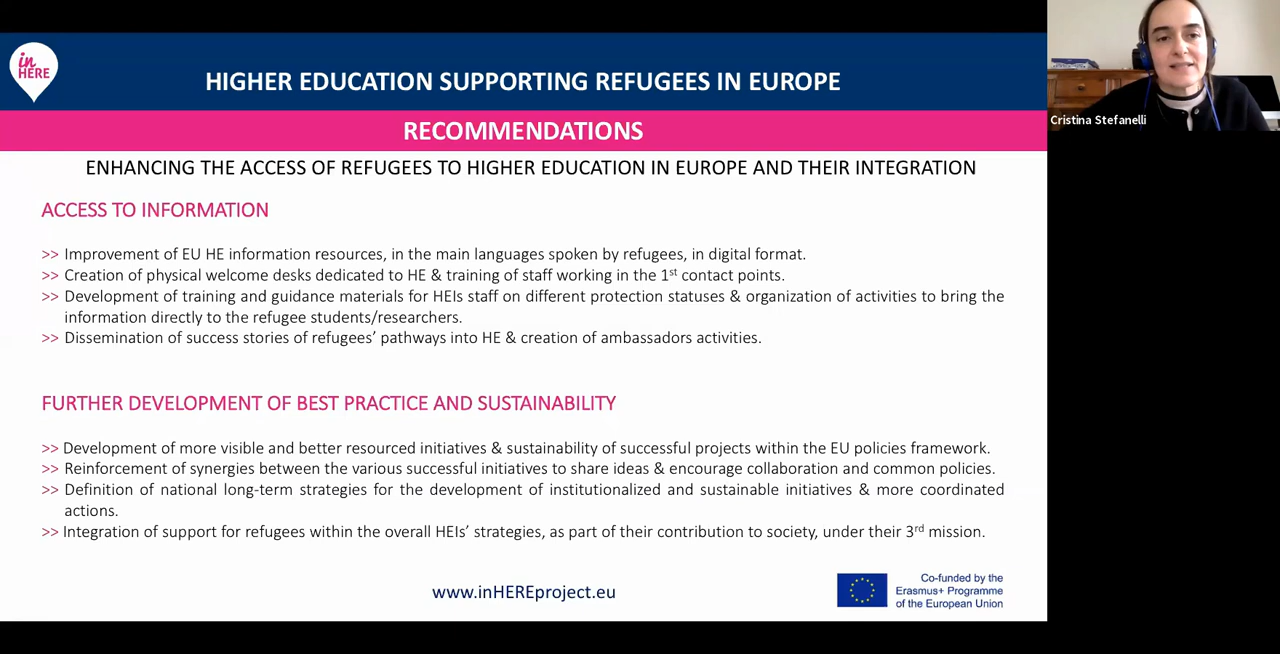 in
HERE
HIGHER EDUCATION SUPPORTING REFUGEES IN EUROPE
RECOMMENDATIONS
ENHANCING THE ACCESS OF REFUGEES TO HIGHER EDUCATION IN EUROPE AND THEIR INTEGRATION
ACCESS TO INFORMATION
>> Improvement of EU HE information resources, in the main languages spoken by refugees, in digital format.
>> Creation of physical welcome desks dedicated to HE & training of staff working in the 1st contact points.
>> Development of training and guidance materials for HEIs staff on different protection statuses & organization of activities to bring the
information directly to the refugee students/researchers.
>> Dissemination of success stories of refugees’ pathways into HE & creation of ambassadors activities.
FURTHER DEVELOPMENT OF BEST PRACTICE AND SUSTAINABILITY
>> Development of more visible and better resourced initiatives & sustainability of successful projects within the EU policies framework.
>> Reinforcement of synergies between the various successful initiatives to share ideas & encourage collaboration and common policies.
>> Definition of national long-term strategies for the development of institutionalized and sustainable initiatives & more coordinated
actions.
>> Integration of support for refugees within the overall HEIs’ strategies, as part of their contribution to society, under their 3rd mission.
www.inHEREproject.eu
Co-funded by the
Erasmus+ Programme
of the European Union
Cristina Stefanelli